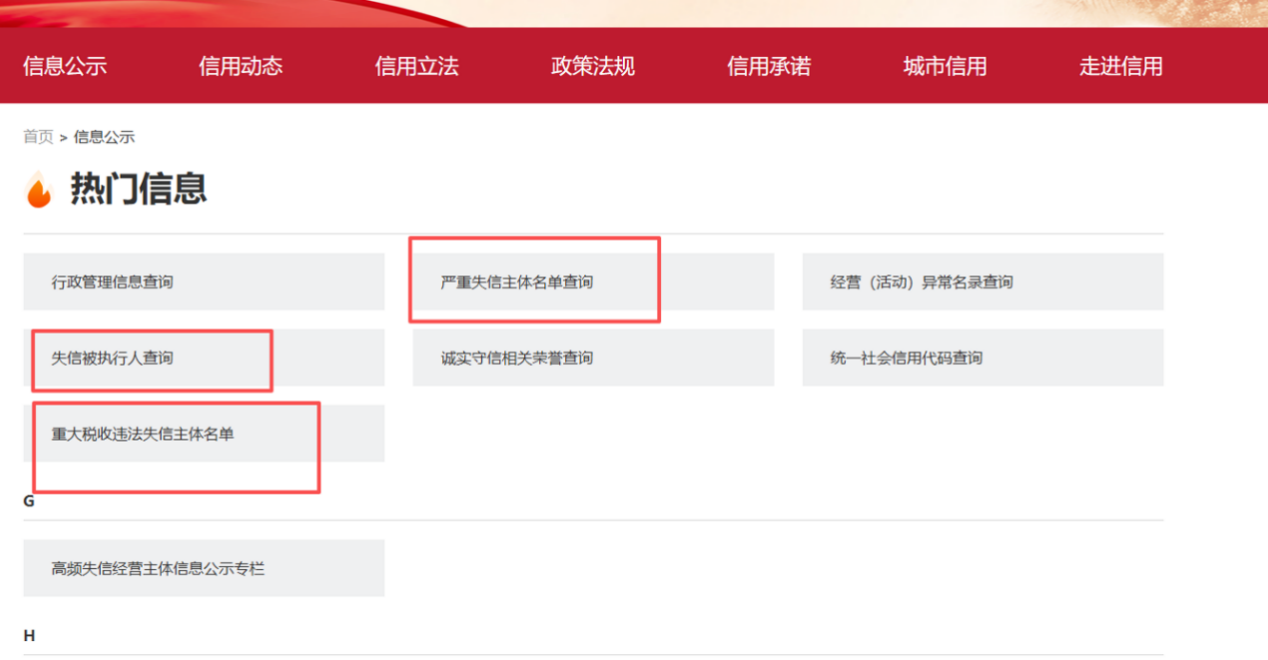 信息公示 信用动态 信用立法 政策法规 信用承诺 城市信用 走进信用
首页 > 信息公示
热门信息
行政管理信息查询 严重失信主体名单查询 经营（活动）异常名录查询
失信被执行人查询 诚实守信相关荣誉查询 统一社会信用代码查询
重大税收违法失信主体名单
G
高频失信经营主体信息公示专栏
H